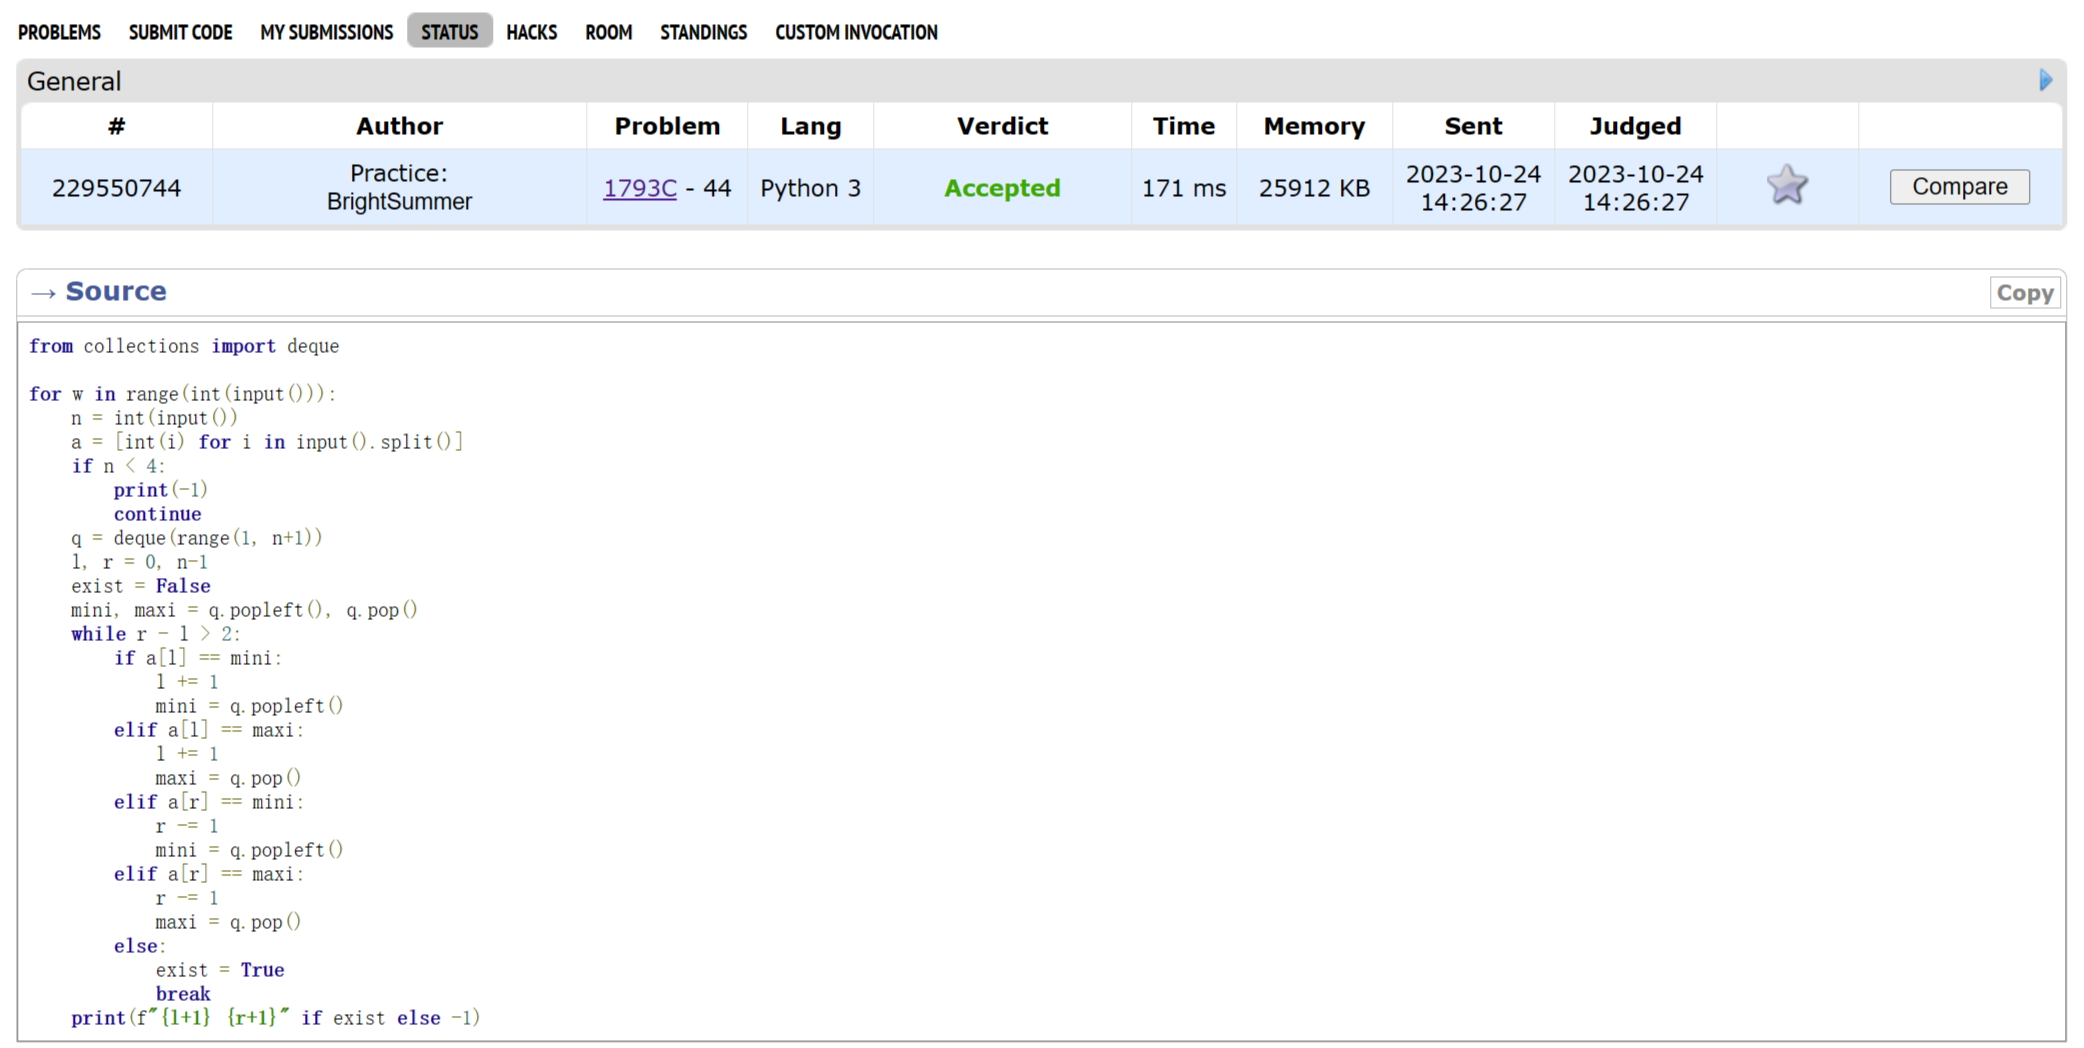 PROBLEMS SUBMIT CODE MY SUBMISSIONS STATUS HACKS ROOM STANDINGS CUSTOM INVOCATION
General
# Author Problem Lang Verdict Time Memory Sent Judged
229550744 Practice: BrightSummer 1793C - 44 Python 3 Accepted 171 ms 25912 KB 2023-10-24 14:26:27 2023-10-24 14:26:27 Compare
→ Source Copy
from collections import deque
for w in range(int(input())):
    n = int(input())
    a = [int(i) for i in input().split()]
    if n < 4:
        print(-1)
        continue
    q = deque(range(1, n+1))
    l, r = 0, n-1
    exist = False
    mini, maxi = q.popleft(), q.pop()
    while r - l > 2:
        if a[l] == mini:
            l += 1
            mini = q.popleft()
        elif a[l] == maxi:
            l += 1
            maxi = q.pop()
        elif a[r] == mini:
            r -= 1
            mini = q.popleft()
        elif a[r] == maxi:
            r -= 1
            maxi = q.pop()
        else:
            exist = True
            break
    print(f"{l+1} {r+1}" if exist else -1)